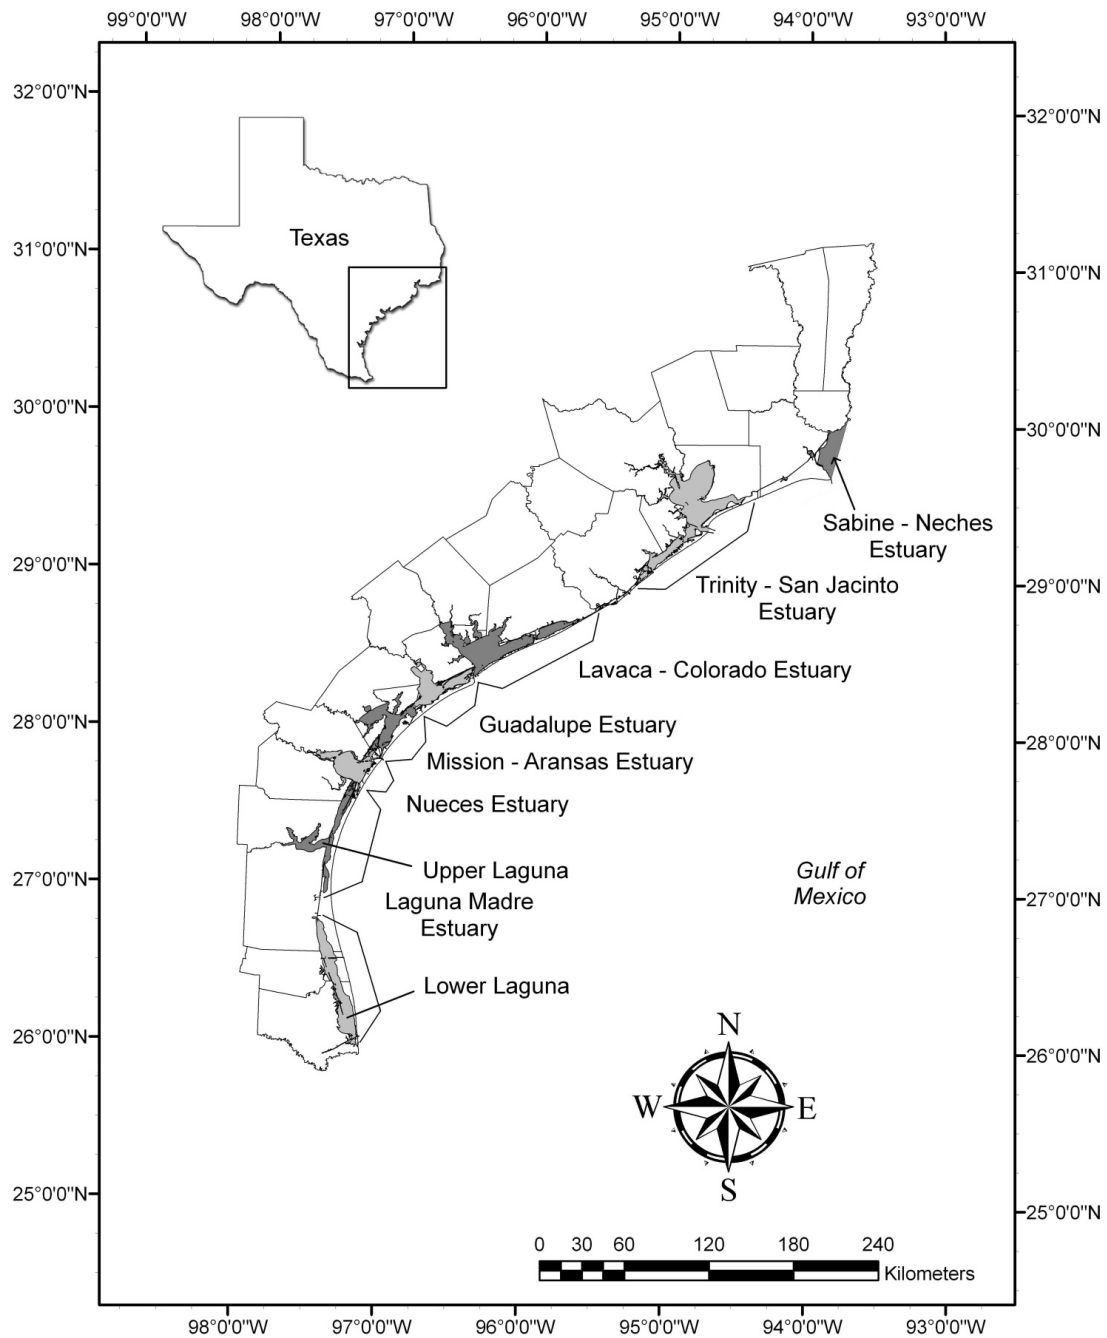 99°0'0"W 98°0'0"W 97°0'0"W 96°0'0"W 95°0'0"W 94°0'0"W 93°0'0"W
32°0'0"N
32°0'0"N
Texas
31°0'0"N
31°0'0"N
30°0'0"N
30°0'0"N
Sabine - Neches
Estuary
29°0'0"N
29°0'0"N
Trinity - San Jacinto
Estuary
Lavaca - Colorado Estuary
28°0'0"N
Guadalupe Estuary
28°0'0"N
Mission - Aransas Estuary
Nueces Estuary
Upper Laguna
Gulf of
Mexico
27°0'0"N
27°0'0"N
Laguna Madre
Estuary
Lower Laguna
26°0'0"N
26°0'0"N
N
W E
S
25°0'0"N
25°0'0"N
0 30 60 120 180 240
Kilometers
98°0'0"W 97°0'0"W 96°0'0"W 95°0'0"W 94°0'0"W 93°0'0"W